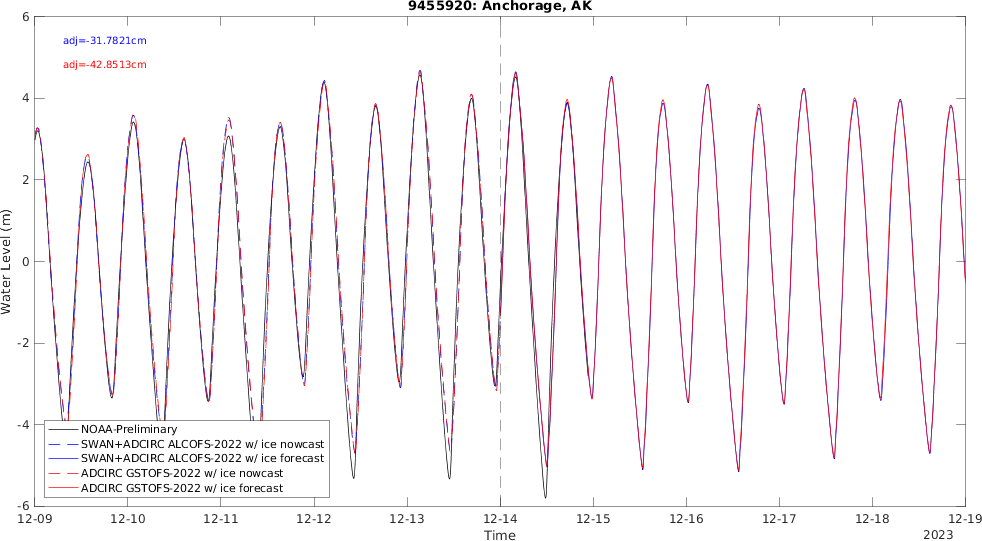 9455920: Anchorage, AK
adj=-31.7821cm
adj=-42.8513cm
6
4
2
0
-2
-4
-6
Water Level (m)
NOAA-Preliminary
SWAN+ADCIRC ALCOFS-2022 w/ ice nowcast
SWAN+ADCIRC ALCOFS-2022 w/ ice forecast
ADCIRC GSTOFS-2022 w/ ice nowcast
ADCIRC GSTOFS-2022 w/ ice forecast
12-09 12-10 12-11 12-12 12-13 12-14 12-15 12-16 12-17 12-18 12-19
Time
2023